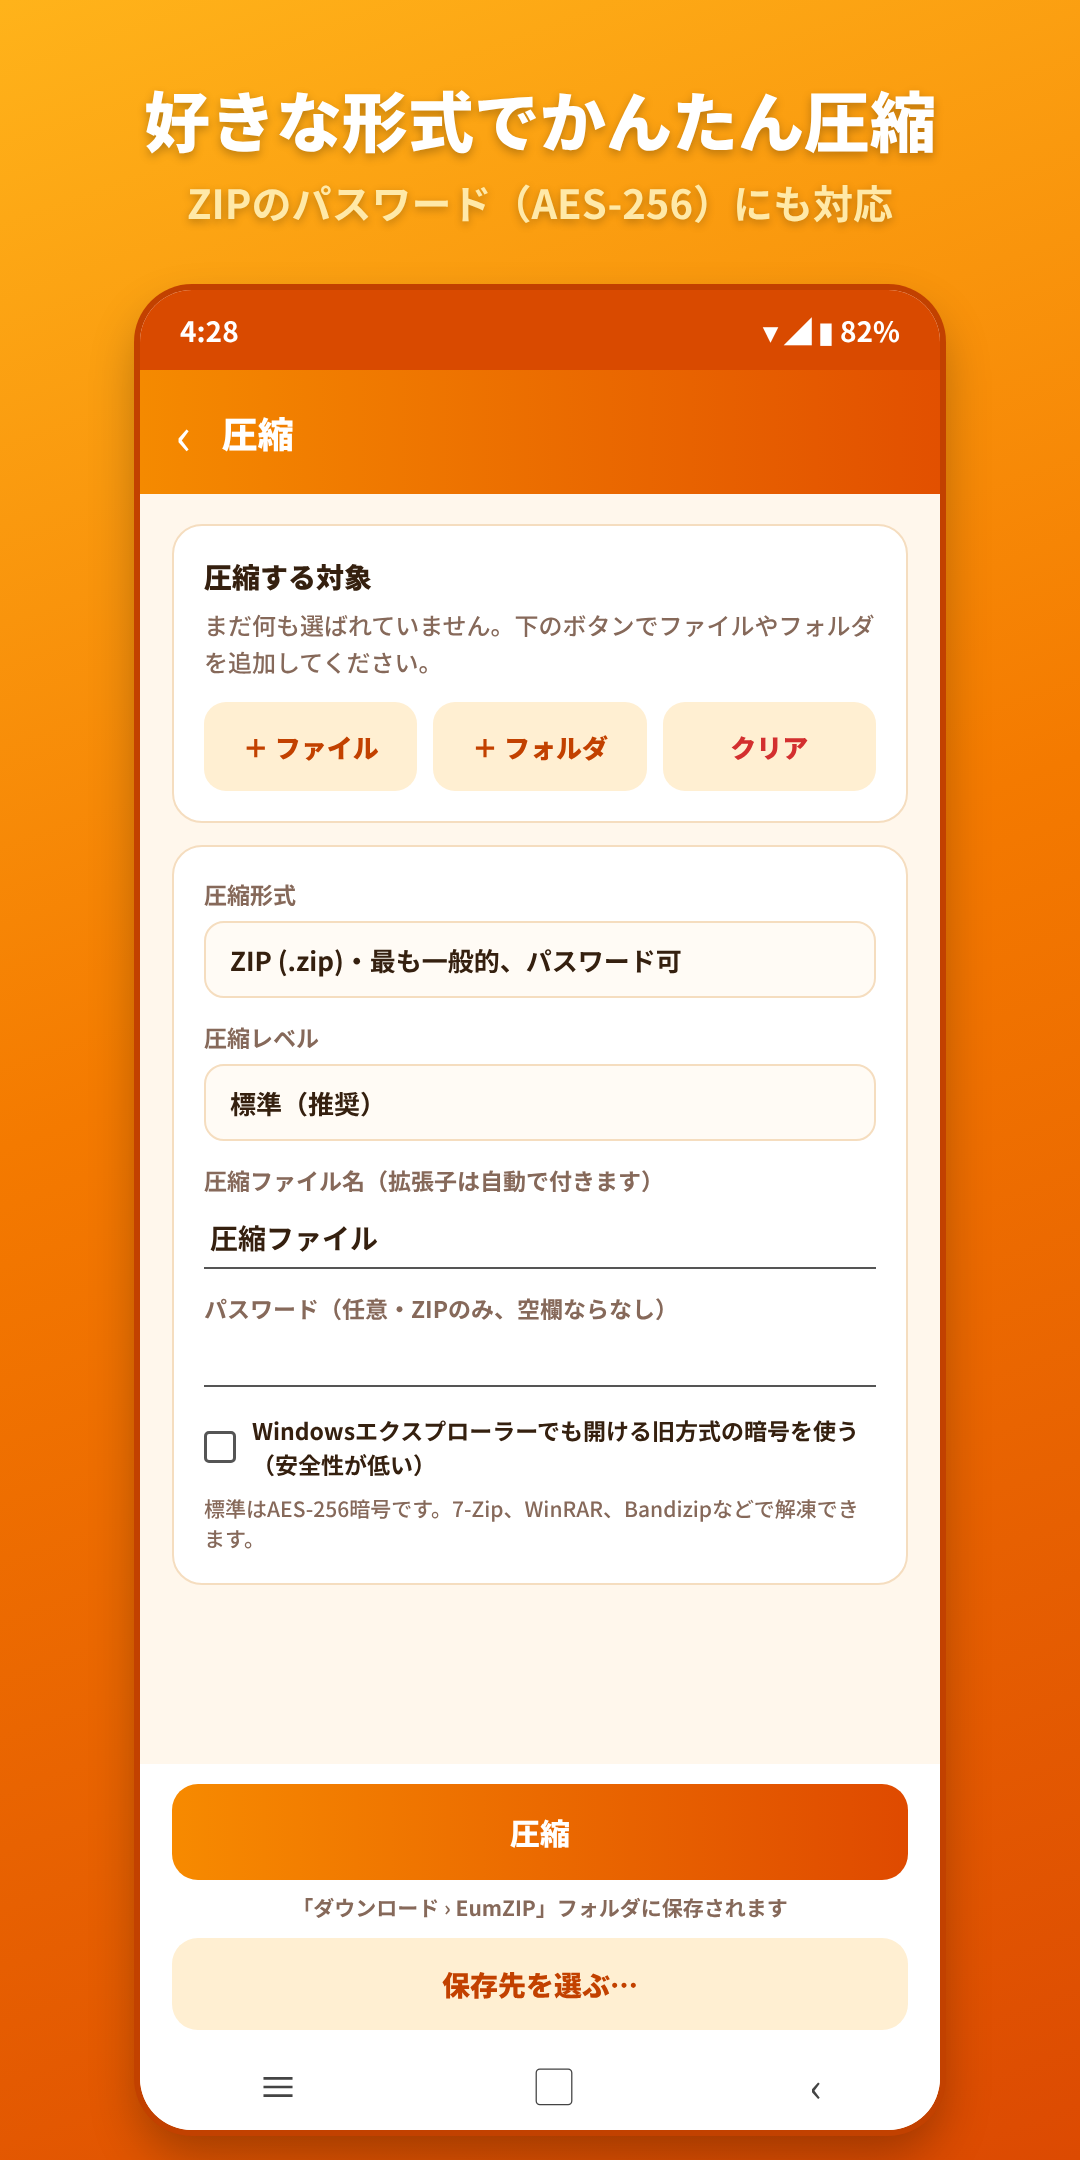 好きな形式でかんたん圧縮
ZIPのパスワード（AES-256）にも対応
4:28
82%
圧縮
圧縮する対象
まだ何も選ばれていません。下のボタンでファイルやフォルダ
を追加してください。
＋ ファイル
＋ フォルダ
クリア
圧縮形式
ZIP (.zip)・最も一般的、パスワード可
圧縮レベル
標準（推奨）
圧縮ファイル名（拡張子は自動で付きます）
圧縮ファイル
パスワード（任意・ZIPのみ、空欄ならなし）
Windowsエクスプローラーでも開ける旧方式の暗号を使う
（安全性が低い）
標準はAES-256暗号です。7-Zip、WinRAR、Bandizipなどで解凍でき
ます。
圧縮
「ダウンロード › EumZIP」フォルダに保存されます
保存先を選ぶ…